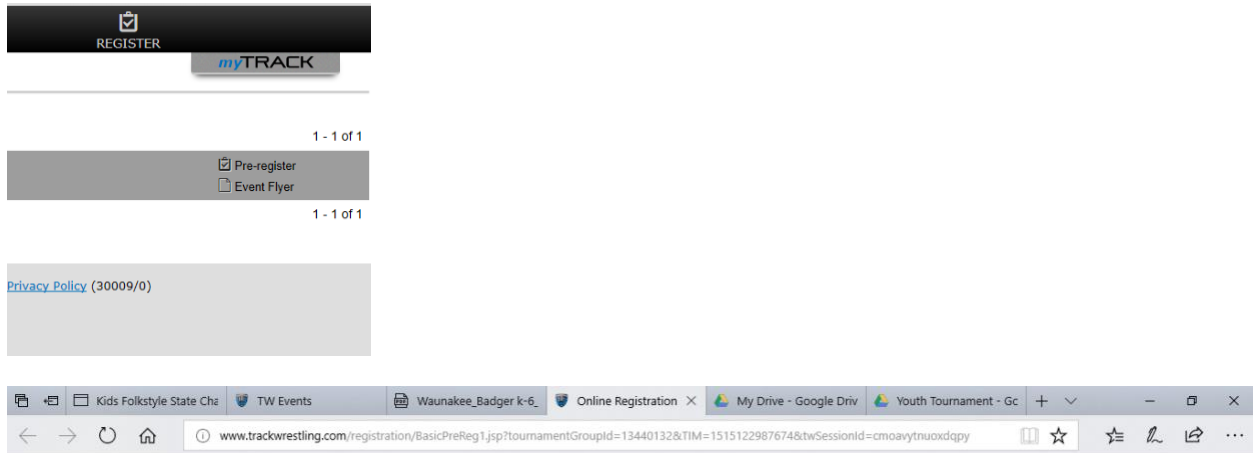 REGISTER
myTRACK
1 - 1 of 1
Pre-register
Event Flyer
1 - 1 of 1
Privacy Policy (30009/0)
Kids Folkstyle State Cha TW Events Waunakee_Badger k-6_ Online Registration My Drive - Google Driv Youth Tournament - Gc
www.trackwrestling.com/registration/BasicPreReg1.jsp?tournamentGroupId=13440132&TIM=1515122987674&twSessionId=cmoavytnuoxdqpy